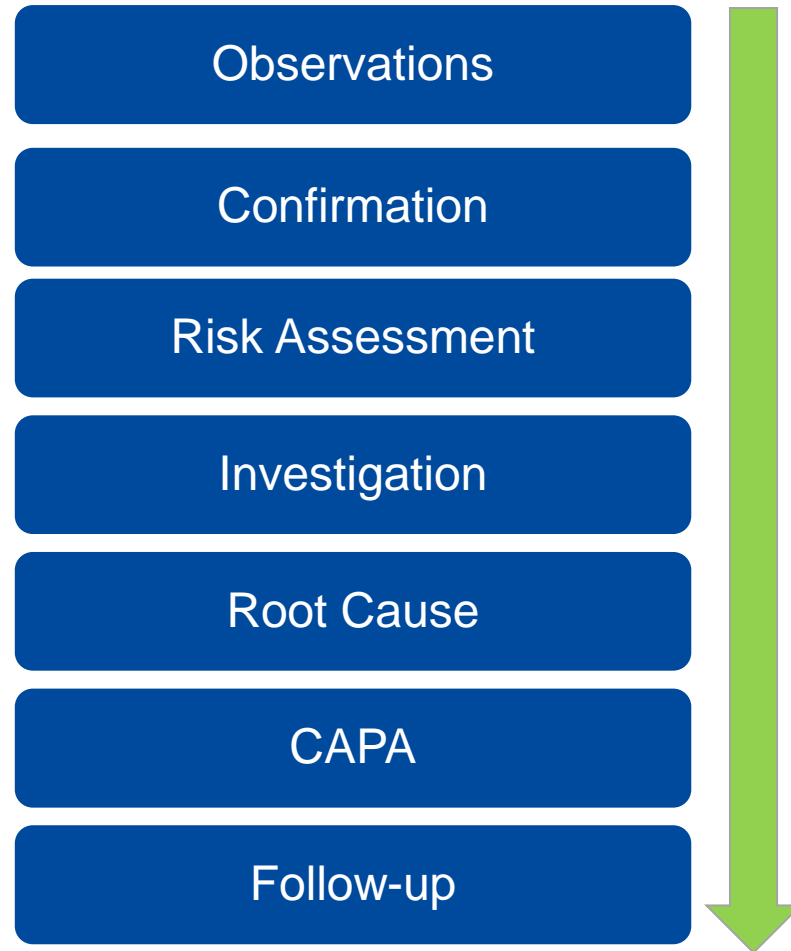 Observations
Confirmation
Risk Assessment
Investigation
Root Cause
CAPA
Follow-up